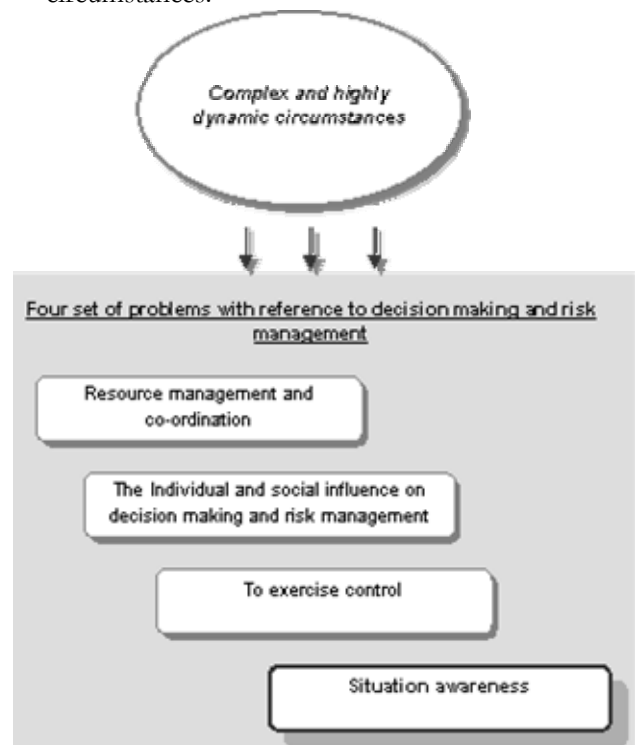 circumstances.
Complex and highly
dynamic circumstances
Four set of problems with reference to decision making and risk
management
Resource management and
co-ordination
The Individual and social influence on
decision making and risk management
To exercise control
Situation awareness